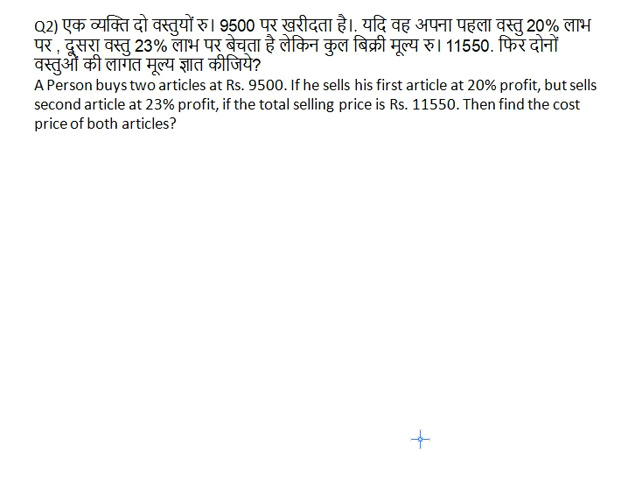 Q2) एक व्यक्ति दो वस्तुयों रु। 9500 पर खरीदता है।. यदि वह अपना पहला वस्तु 20% लाभ
पर , दूसरा वस्तु 23% लाभ पर बेचता है लेकिन कुल बिक्री मूल्य रु। 11550. फिर दोनों
वस्तुओं की लागत मूल्य ज्ञात कीजिये?
A Person buys two articles at Rs. 9500. If he sells his first article at 20% profit, but sells
second article at 23% profit, if the total selling price is Rs. 11550. Then find the cost
price of both articles?